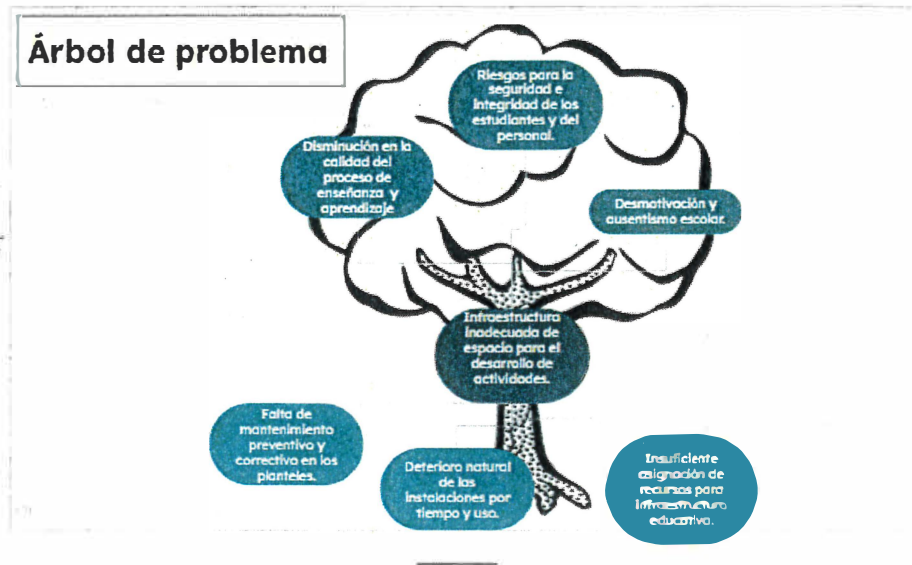 Árbol de problema
Riesgos para la
seguridad e
integridad de los
estudiantes y del
personal.
Disminución en la
calidad del
proceso de
enseñanza y
aprendizaje
Desmotivación y
ausentismo escolar.
Infraestructura
inadecuada de
espacio para el
desarrollo de
actividades.
Falta de
mantenimiento
preventivo y
correctivo en los
planteles.
Deterioro natural
de las
instalaciones por
tiempo y uso.
Insuficiente
asignación de
recursos para
infraestructura
educativa.